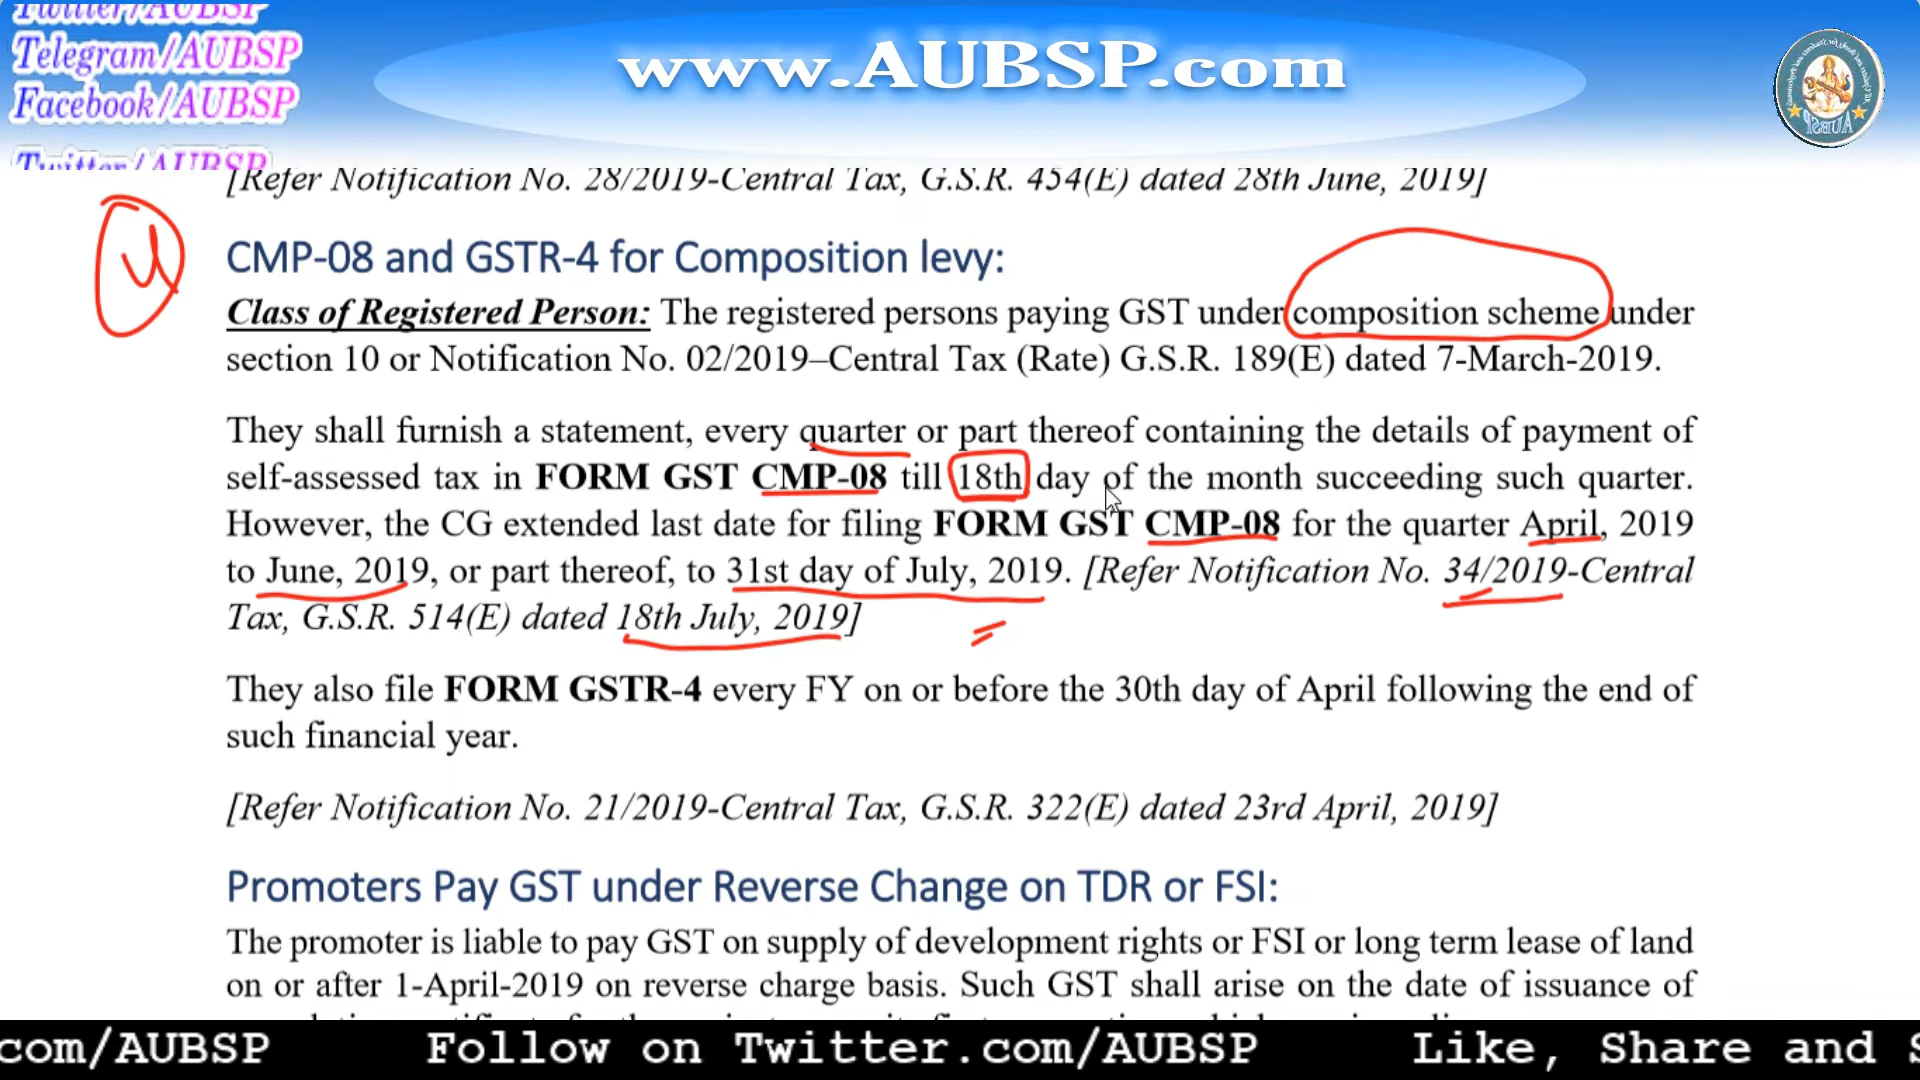 Twitter/AUBSP
Telegram/AUBSP
Facebook/AUBSP
Twitter/AUBSP
www.AUBSP.com
AUBSP
[Refer Notification No. 28/2019-Central Tax, G.S.R. 454(E) dated 28th June, 2019]
CMP-08 and GSTR-4 for Composition levy:
Class of Registered Person: The registered persons paying GST under composition scheme under
section 10 or Notification No. 02/2019–Central Tax (Rate) G.S.R. 189(E) dated 7-March-2019.
They shall furnish a statement, every quarter or part thereof containing the details of payment of
self-assessed tax in FORM GST CMP-08 till 18th day of the month succeeding such quarter.
However, the CG extended last date for filing FORM GST CMP-08 for the quarter April, 2019
to June, 2019, or part thereof, to 31st day of July, 2019. [Refer Notification No. 34/2019-Central
Tax, G.S.R. 514(E) dated 18th July, 2019]
They also file FORM GSTR-4 every FY on or before the 30th day of April following the end of
such financial year.
[Refer Notification No. 21/2019-Central Tax, G.S.R. 322(E) dated 23rd April, 2019]
Promoters Pay GST under Reverse Change on TDR or FSI:
The promoter is liable to pay GST on supply of development rights or FSI or long term lease of land
on or after 1-April-2019 on reverse charge basis. Such GST shall arise on the date of issuance of
com/AUBSP Follow on Twitter.com/AUBSP Like, Share and S